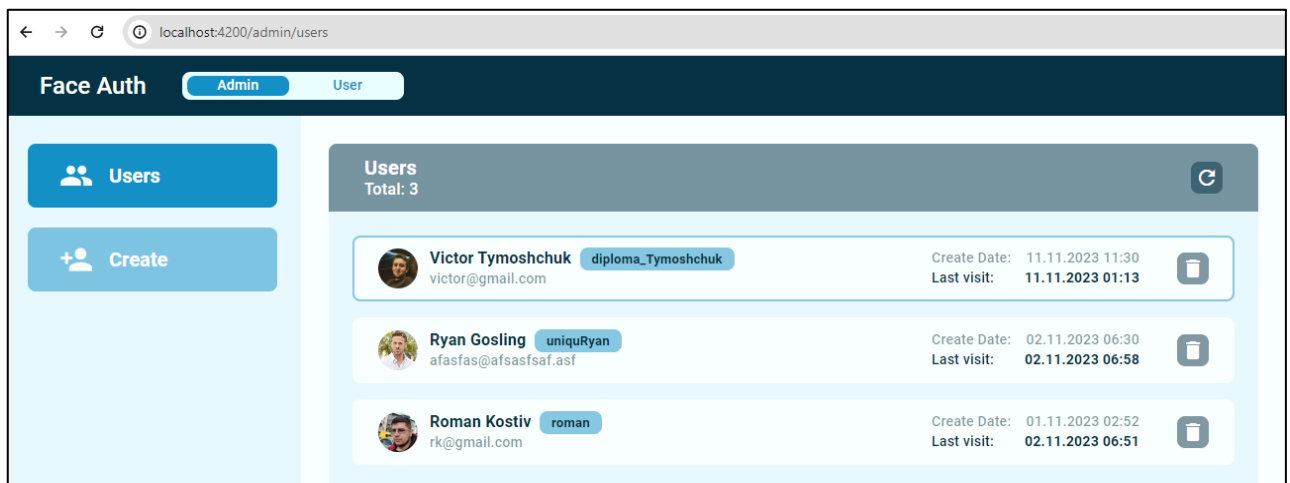 localhost:4200/admin/users
Face Auth Admin User
Users
Create
Users
Total: 3
Victor Tymoshchuk diploma_Tymoshchuk
victor@gmail.com
Create Date: 11.11.2023 11:30
Last visit: 11.11.2023 01:13
Ryan Gosling uniquRyan
afasfas@afsasfsaf.asf
Create Date: 02.11.2023 06:30
Last visit: 02.11.2023 06:58
Roman Kostiv roman
rk@gmail.com
Create Date: 01.11.2023 02:52
Last visit: 02.11.2023 06:51